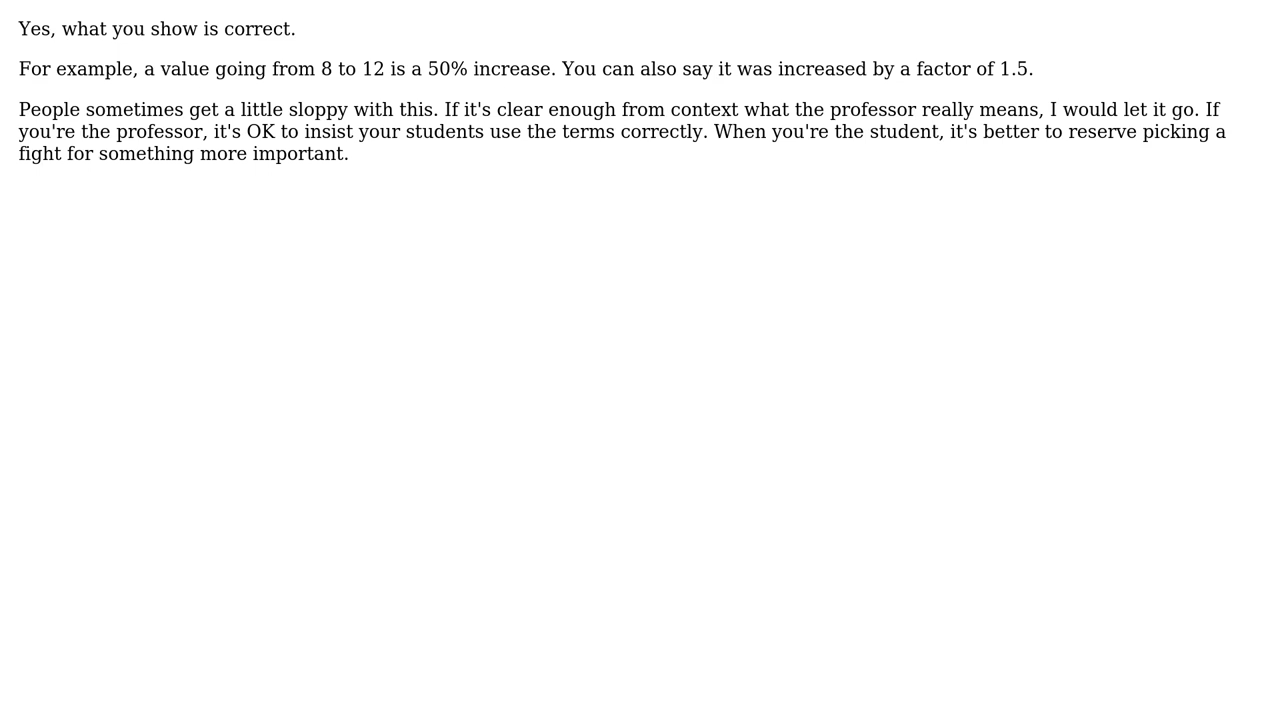 Yes, what you show is correct.
For example, a value going from 8 to 12 is a 50% increase. You can also say it was increased by a factor of 1.5.
People sometimes get a little sloppy with this. If it's clear enough from context what the professor really means, I would let it go. If
you're the professor, it's OK to insist your students use the terms correctly. When you're the student, it's better to reserve picking a
fight for something more important.